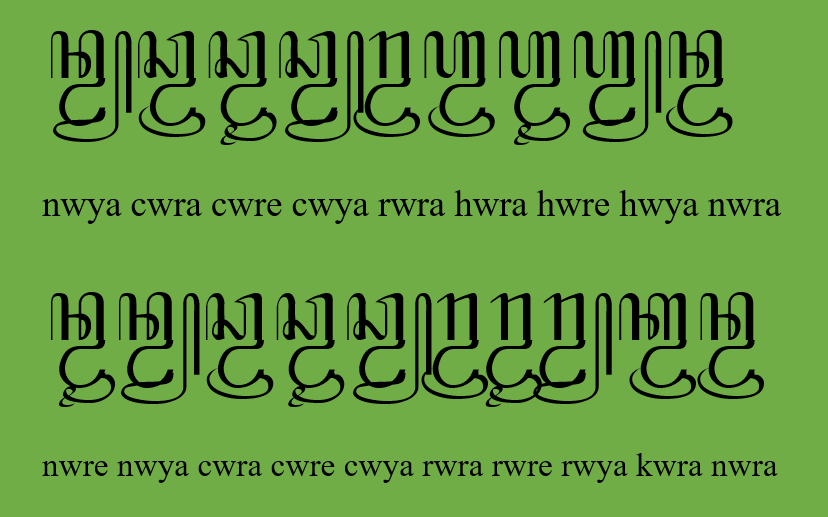 ꦤ꧀ꦮꦾꦕ꧀ꦮꦿꦕ꧀ꦮꦽꦕ꧀ꦮꦾꦫ꧀ꦮꦿꦲ꧀ꦮꦿꦲ꧀ꦮꦽꦲ꧀ꦮꦾꦤ꧀ꦮꦿ
nwya cwra cwre cwya rwra hwra hwre hwya nwra
ꦤ꧀ꦮꦽꦤ꧀ꦮꦾꦕ꧀ꦮꦿꦕ꧀ꦮꦽꦕ꧀ꦮꦾꦫ꧀ꦮꦿꦫ꧀ꦮꦽꦫ꧀ꦮꦾꦏ꧀ꦮꦿꦤ꧀ꦮꦿ
nwre nwya cwra cwre cwya rwra rwre rwya kwra nwra